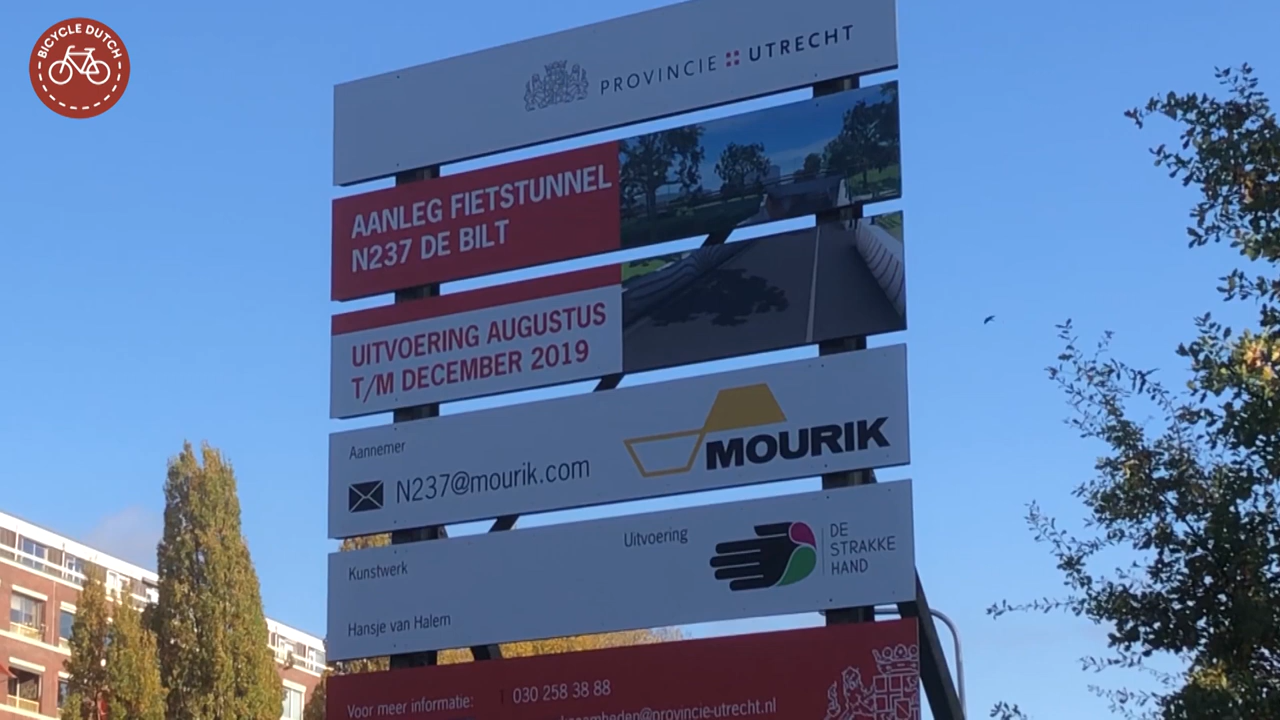 BICYCLE DUTCH
PROVINCIE UTRECHT
AANLEG FIETSTUNNEL
N237 DE BILT
UITVOERING AUGUSTUS
T/M DECEMBER 2019
Aannemer
N237@mourik.com
MOURIK
Uitvoering
DE
STRAKKE
HAND
Kunstwerk
Hansje van Halem
Voor meer informatie:
030 258 38 88
@provincie-utrecht.nl